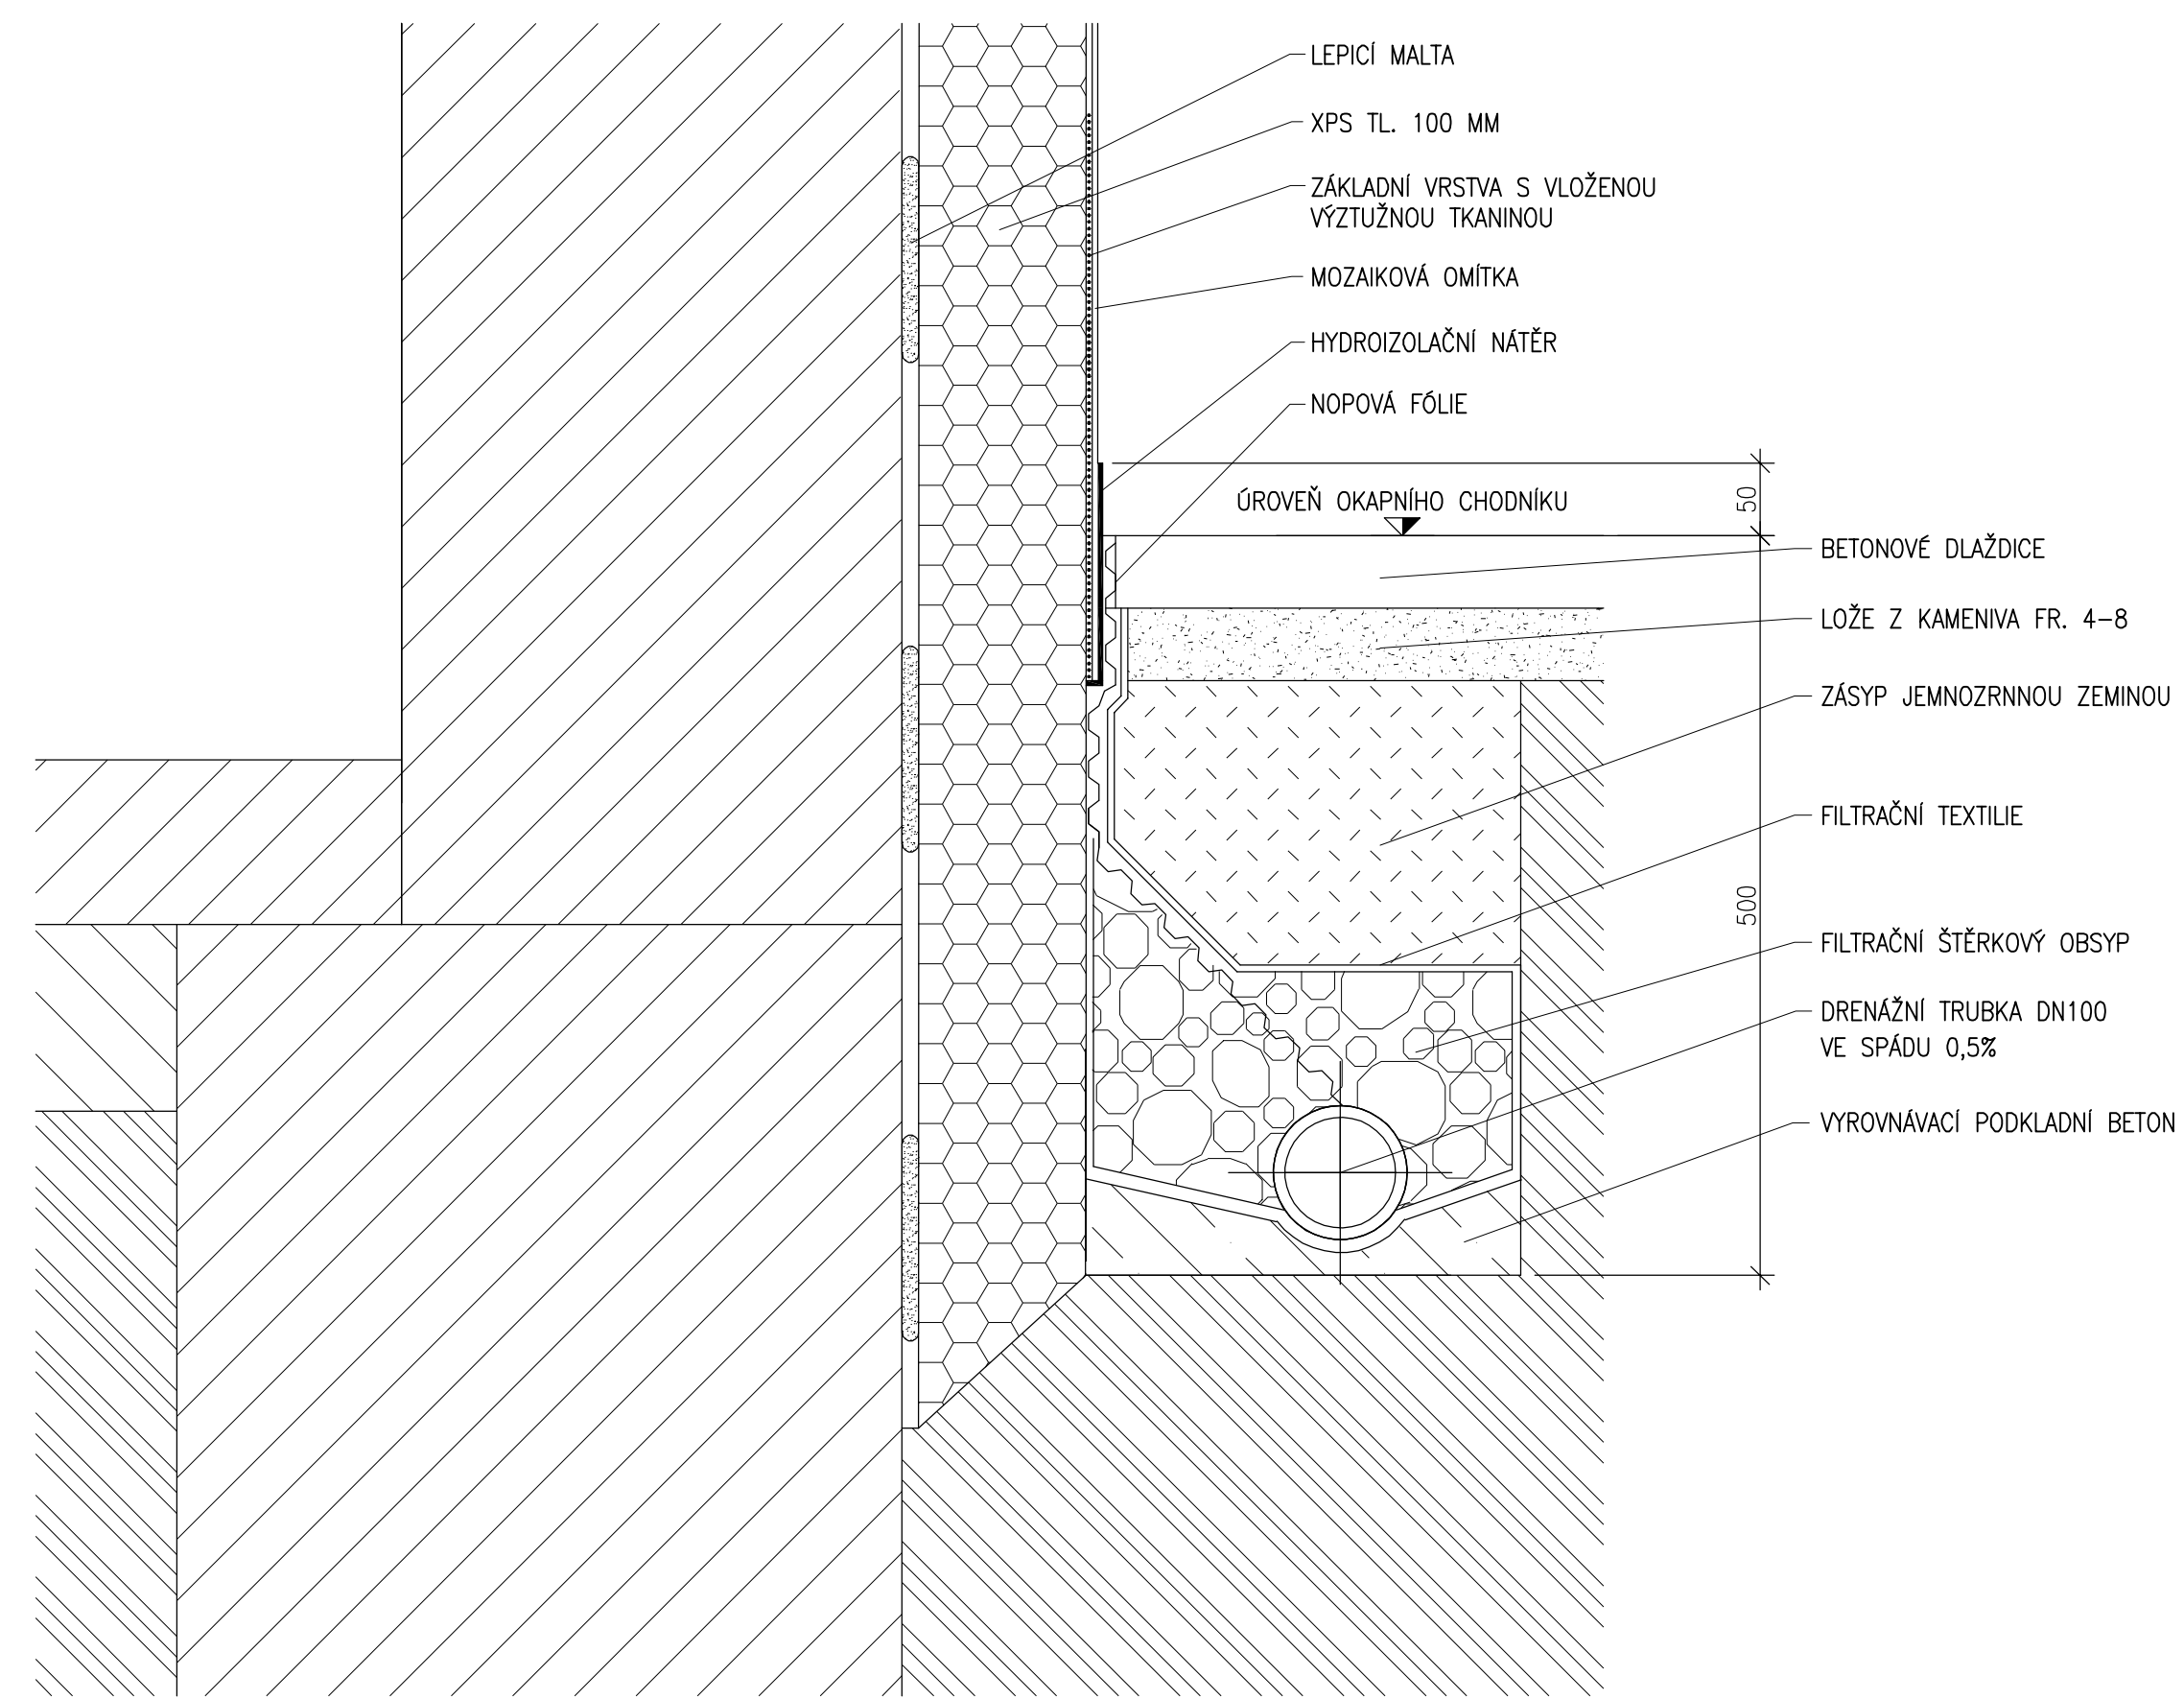 LEPICÍ MALTA
XPS TL. 100 MM
ZÁKLADNÍ VRSTVA S VLOŽENOU
VÝZTUŽNOU TKANINOU
MOZAIKOVÁ OMÍTKA
HYDROIZOLAČNÍ NÁTĚR
NOPOVÁ FÓLIE
ÚROVEŇ OKAPNÍHO CHODNÍKU
50
BETONOVÉ DLAŽDICE
LOŽE Z KAMENIVA FR. 4-8
ZÁSYP JEMNOZRNNOU ZEMINOU
FILTRAČNÍ TEXTILIE
500
FILTRAČNÍ ŠTĚRKOVÝ OBSYP
DRENÁŽNÍ TRUBKA DN100
VE SPÁDU 0,5%
VYROVNÁVACÍ PODKLADNÍ BETON